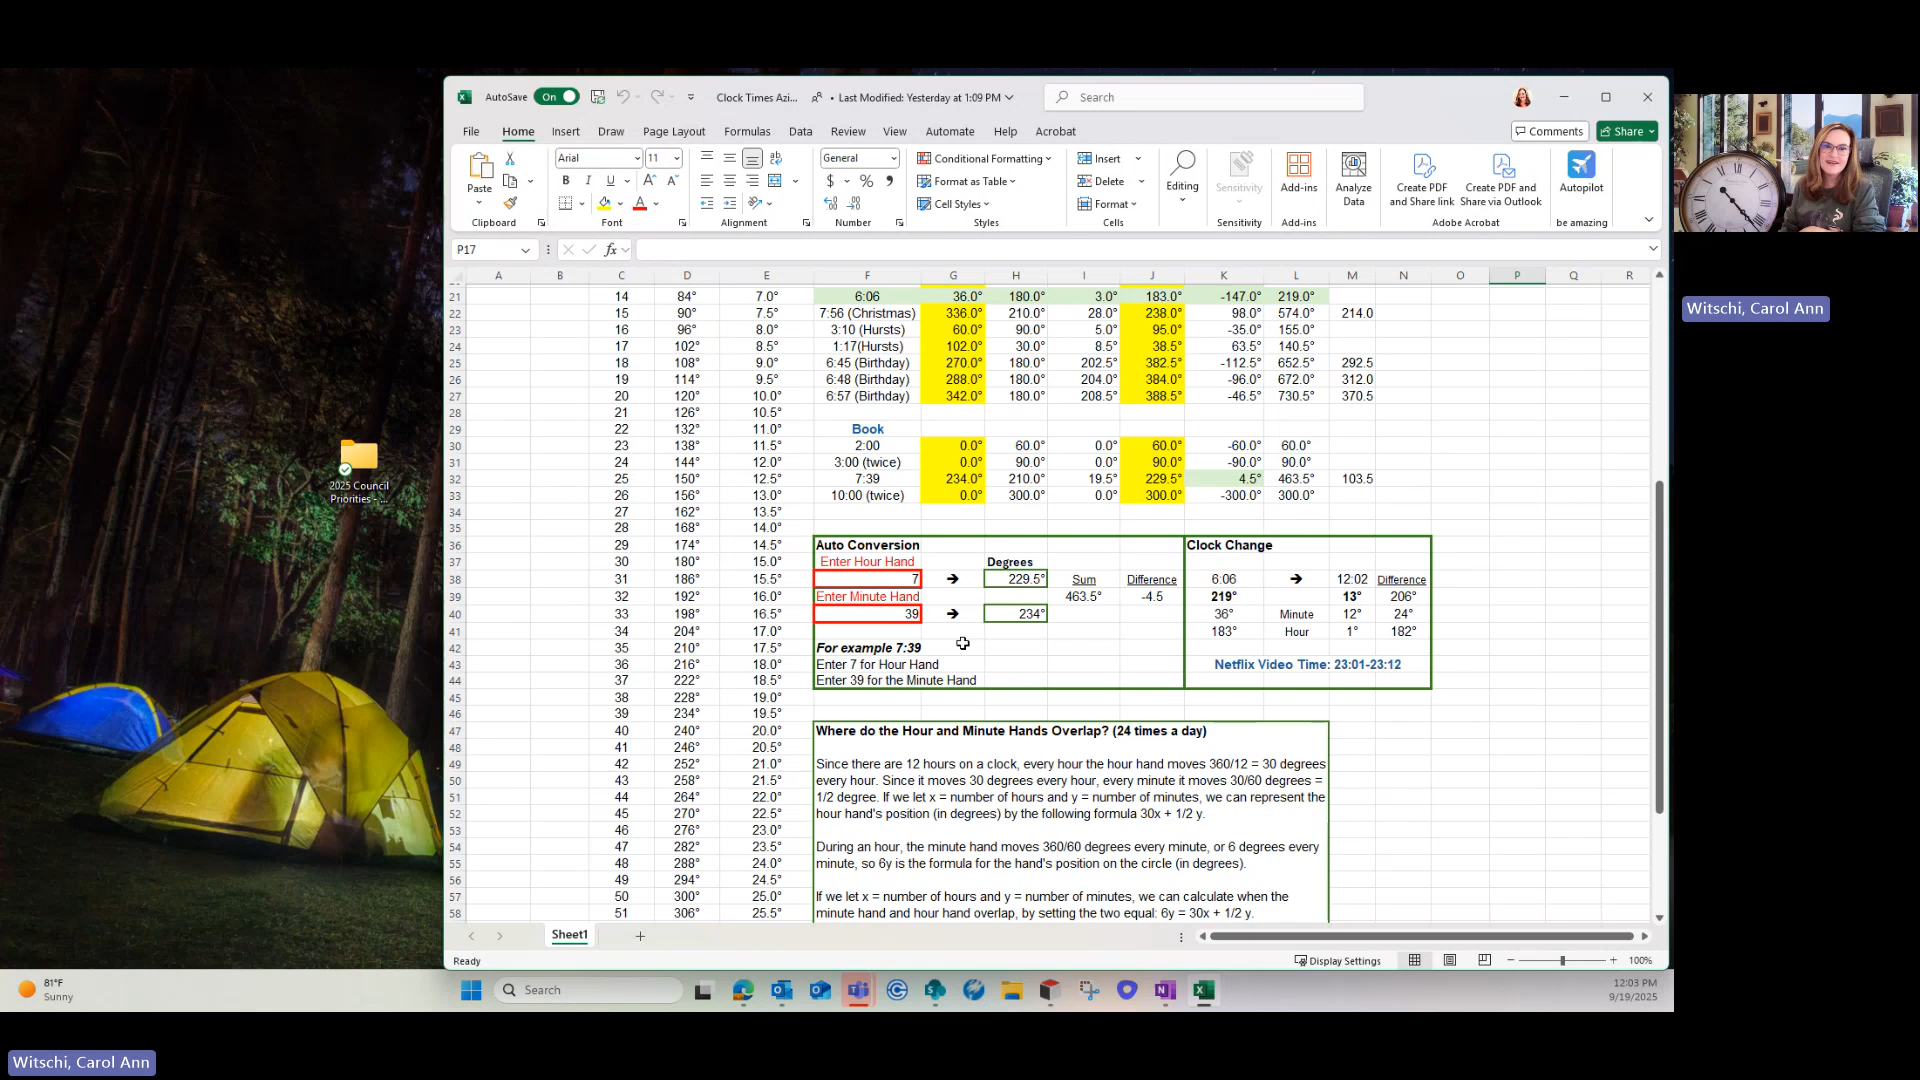 AutoSave On Clock Times Azi... • Last Modified: Yesterday at 1:09 PM Search
File Home Insert Draw Page Layout Formulas Data Review View Automate Help Acrobat Comments Share
Paste Arial 11 General Conditional Formatting Format as Table Cell Styles Insert Delete Format Editing Sensitivity Add-ins Analyze Data Create PDF and Share link Create PDF and Share via Outlook Autopilot
B I U A A A $ % ab
Clipboard Font Alignment Number Styles Cells Sensitivity Add-ins Adobe Acrobat be amazing
P17 fx
A B C D E F G H I J K L M N O P Q R
21 14 84° 7.0° 6:06 36.0° 180.0° 3.0° 183.0° -147.0° 219.0°
22 15 90° 7.5° 7:56 (Christmas) 336.0° 210.0° 28.0° 238.0° 98.0° 574.0° 214.0
23 16 96° 8.0° 3:10 (Hursts) 60.0° 90.0° 5.0° 95.0° -35.0° 155.0°
24 17 102° 8.5° 1:17(Hursts) 102.0° 30.0° 8.5° 38.5° 63.5° 140.5°
25 18 108° 9.0° 6:45 (Birthday) 270.0° 180.0° 202.5° 382.5° -112.5° 652.5° 292.5
26 19 114° 9.5° 6:48 (Birthday) 288.0° 180.0° 204.0° 384.0° -96.0° 672.0° 312.0
27 20 120° 10.0° 6:57 (Birthday) 342.0° 180.0° 208.5° 388.5° -46.5° 730.5° 370.5
28 21 126° 10.5°
29 22 132° 11.0° Book
30 23 138° 11.5° 2:00 0.0° 60.0° 0.0° 60.0° -60.0° 60.0°
31 24 144° 12.0° 3:00 (twice) 0.0° 90.0° 0.0° 90.0° -90.0° 90.0°
32 25 150° 12.5° 7:39 234.0° 210.0° 19.5° 229.5° 4.5° 463.5° 103.5
33 26 156° 13.0° 10:00 (twice) 0.0° 300.0° 0.0° 300.0° -300.0° 300.0°
34 27 162° 13.5°
35 28 168° 14.0°
36 29 174° 14.5° Auto Conversion Clock Change
37 30 180° 15.0° Enter Hour Hand Degrees
38 31 186° 15.5° 7 ➔ 229.5° Sum Difference 6:06 ➔ 12:02 Difference
39 32 192° 16.0° Enter Minute Hand 463.5° -4.5 219° 13° 206°
40 33 198° 16.5° 39 ➔ 234° 36° Minute 12° 24°
41 34 204° 17.0° 183° Hour 1° 182°
42 35 210° 17.5° For example 7:39
43 36 216° 18.0° Enter 7 for Hour Hand Netflix Video Time: 23:01-23:12
44 37 222° 18.5° Enter 39 for the Minute Hand
45 38 228° 19.0°
46 39 234° 19.5°
47 40 240° 20.0° Where do the Hour and Minute Hands Overlap? (24 times a day)
48 41 246° 20.5°
49 42 252° 21.0° Since there are 12 hours on a clock, every hour the hour hand moves 360/12 = 30 degrees
50 43 258° 21.5° every hour. Since it moves 30 degrees every hour, every minute it moves 30/60 degrees =
51 44 264° 22.0° 1/2 degree. If we let x = number of hours and y = number of minutes, we can represent the
52 45 270° 22.5° hour hand's position (in degrees) by the following formula 30x + 1/2 y.
53 46 276° 23.0°
54 47 282° 23.5° During an hour, the minute hand moves 360/60 degrees every minute, or 6 degrees every
55 48 288° 24.0° minute, so 6y is the formula for the hand's position on the circle (in degrees).
56 49 294° 24.5°
57 50 300° 25.0° If we let x = number of hours and y = number of minutes, we can calculate when the
58 51 306° 25.5° minute hand and hour hand overlap, by setting the two equal: 6y = 30x + 1/2 y.
Sheet1
Ready Display Settings 100%
2025 Council
Priorities - ...
81°F
Sunny
Search
12:03 PM
9/19/2025
Witschi, Carol Ann
Witschi, Carol Ann